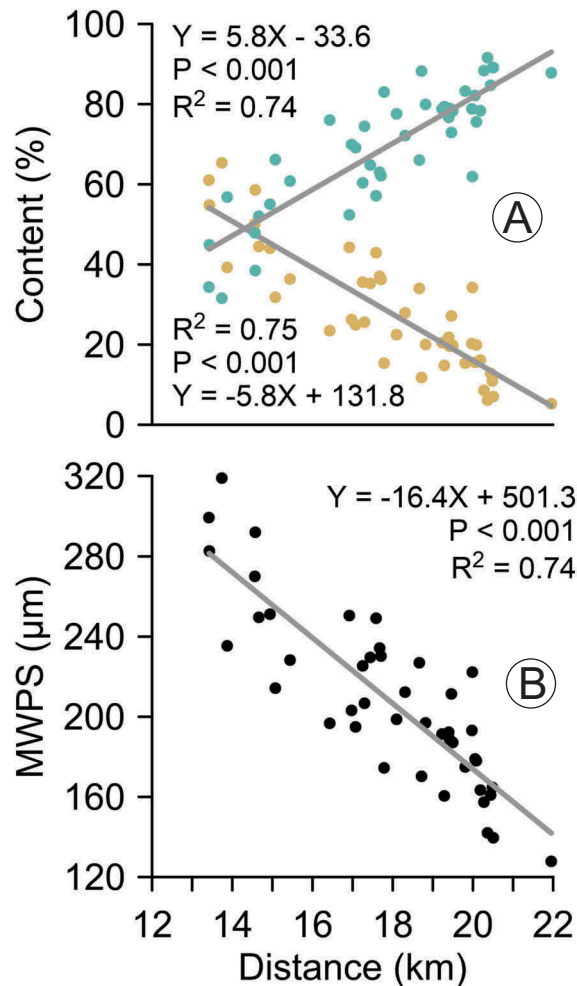 100
80
60
40
20
0
Content (%)
Y = 5.8X - 33.6
P < 0.001
R² = 0.74
A
R² = 0.75
P < 0.001
Y = -5.8X + 131.8
320
280
240
200
160
120
MWPS (µm)
Y = -16.4X + 501.3
P < 0.001
R² = 0.74
B
12 14 16 18 20 22
Distance (km)